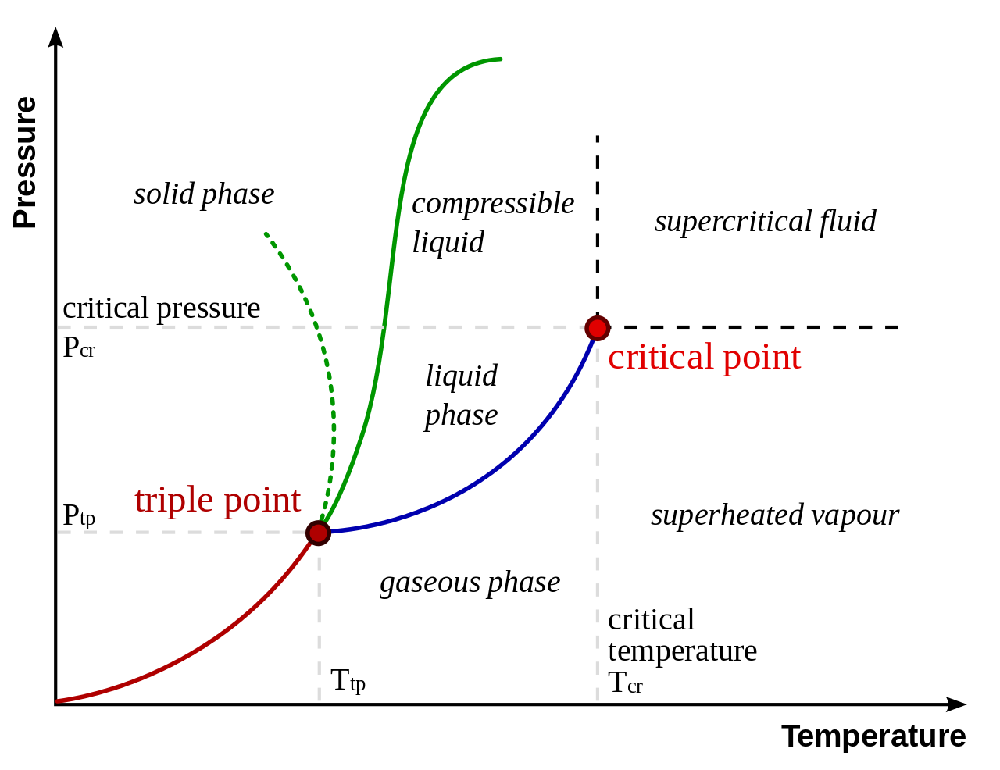 Pressure
solid phase
compressible
liquid
supercritical fluid
critical pressure
Pcr
critical point
liquid
phase
triple point
Ptp
superheated vapour
gaseous phase
critical
temperature
Ttp
Tcr
Temperature